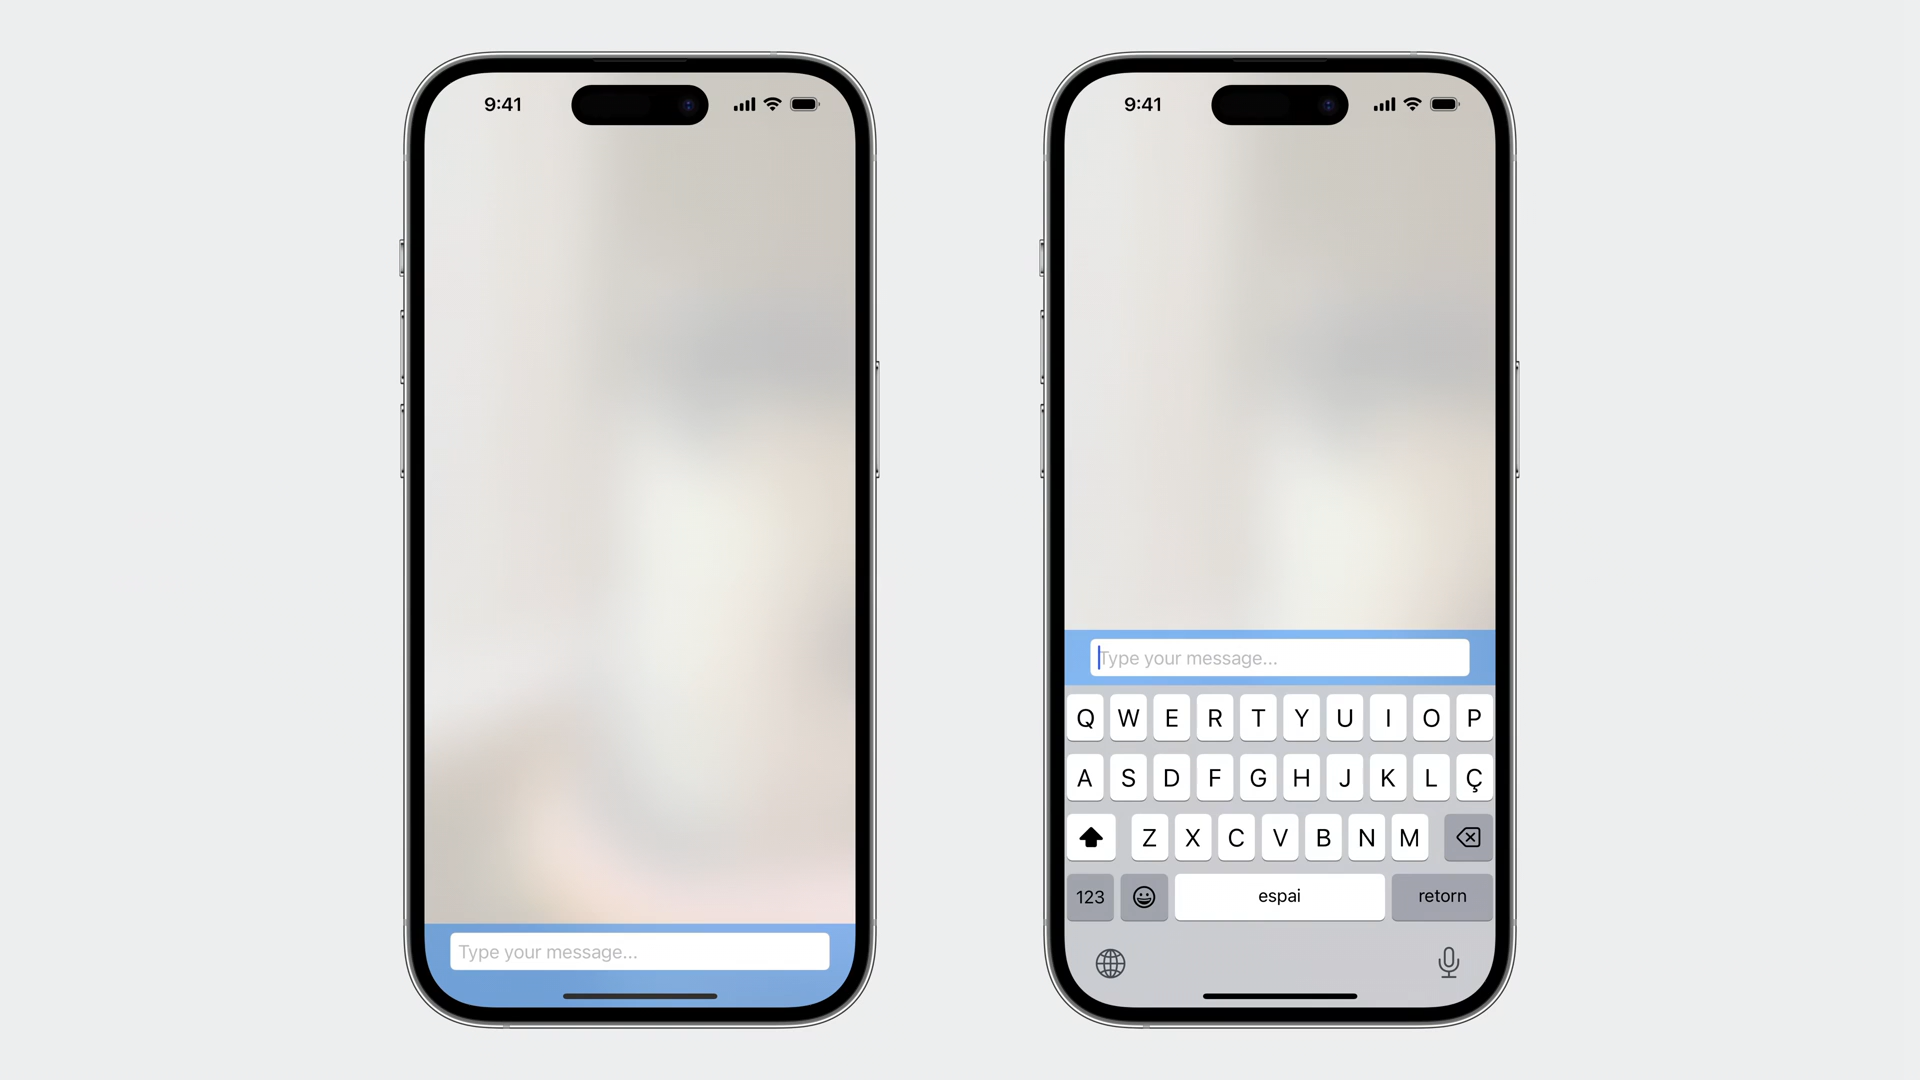 9:41
Type your message...
9:41
Type your message...
Q W E R T Y U I O P
A S D F G H J K L Ç
Z X C V B N M
123 espai retorn